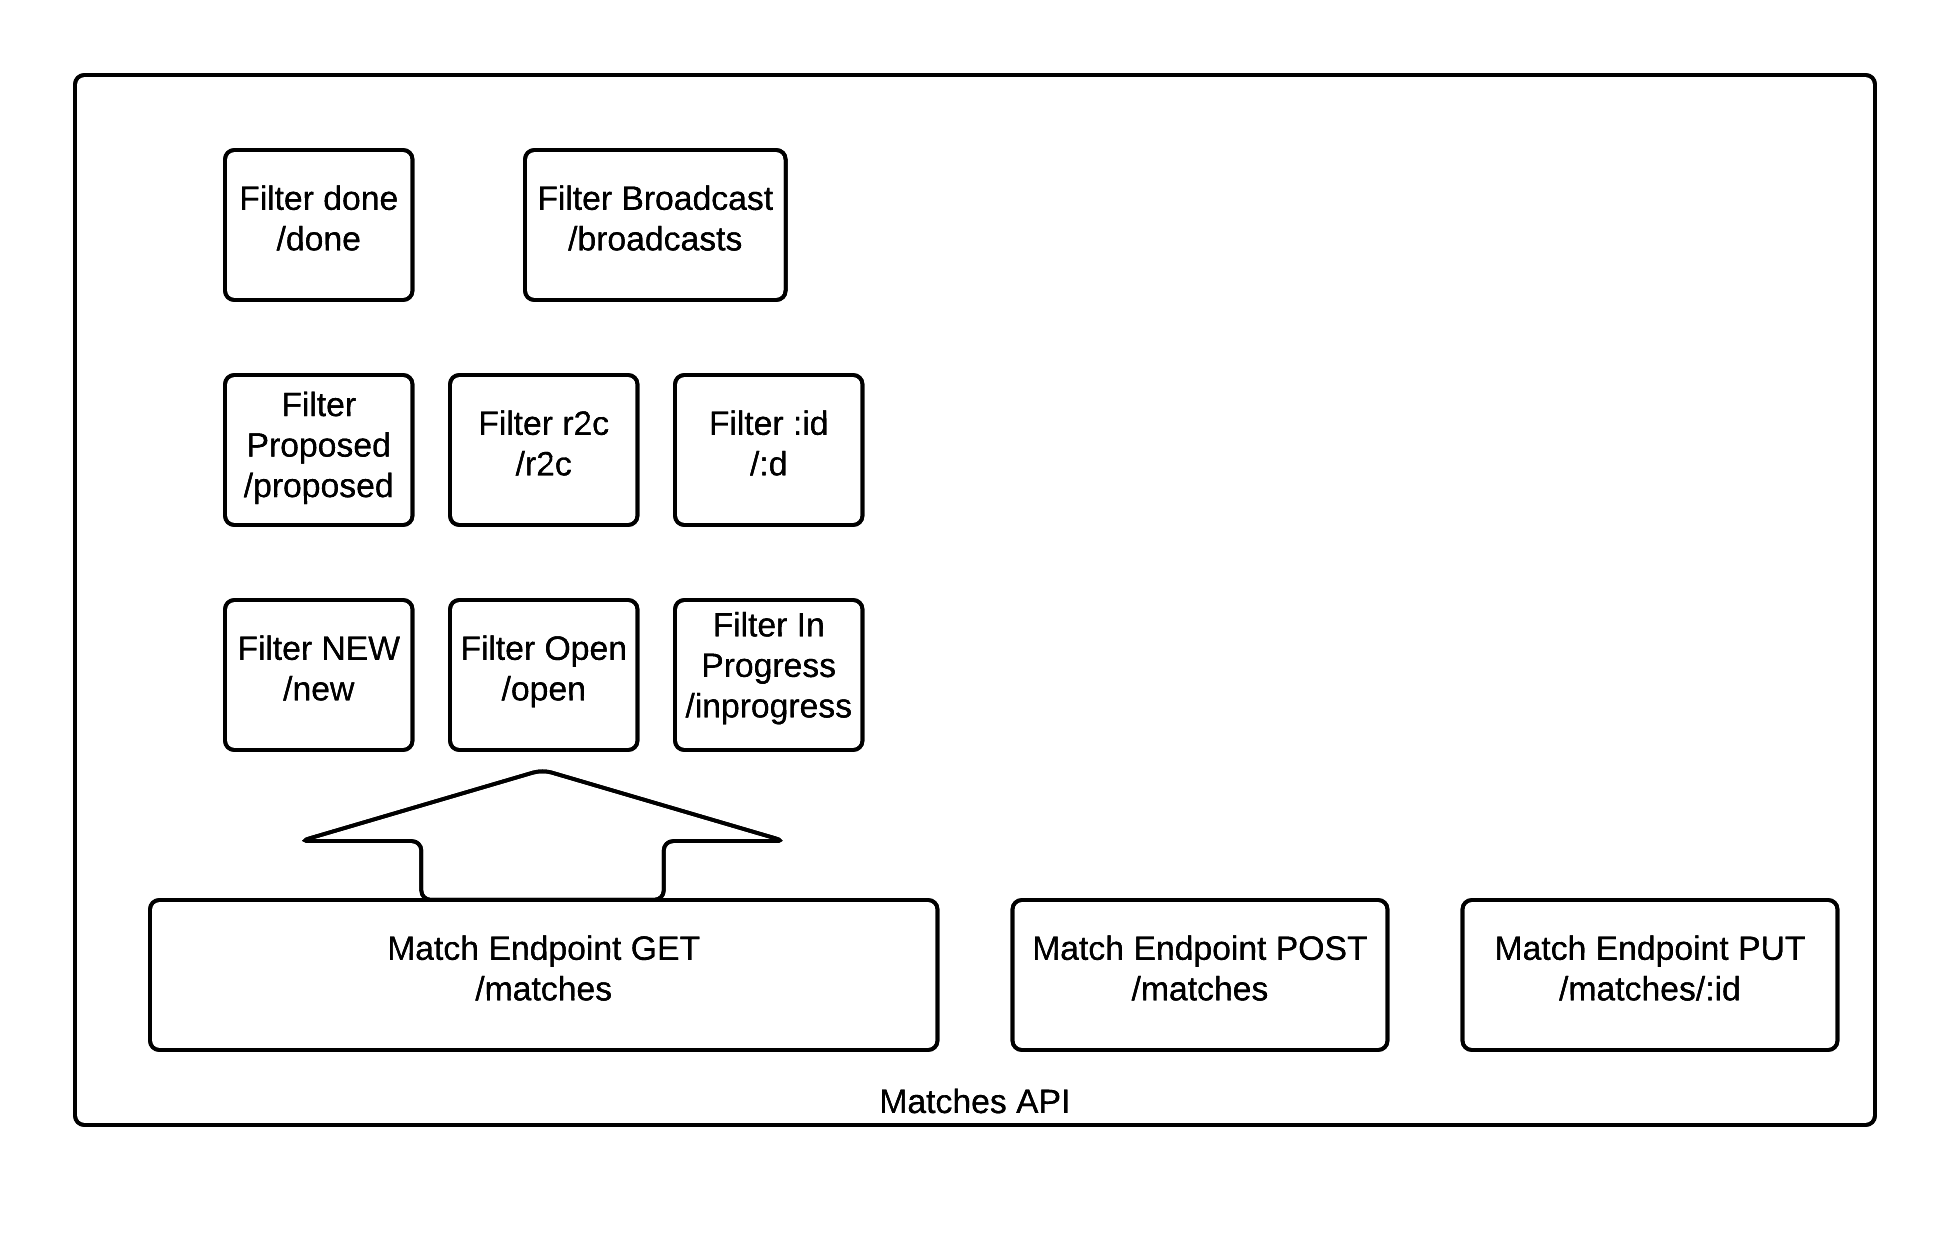 Filter done
/done
Filter Broadcast
/broadcasts
Filter
Proposed
/proposed
Filter r2c
/r2c
Filter :id
/:d
Filter NEW
/new
Filter Open
/open
Filter In
Progress
/inprogress
Match Endpoint GET
/matches
Match Endpoint POST
/matches
Match Endpoint PUT
/matches/:id
Matches API